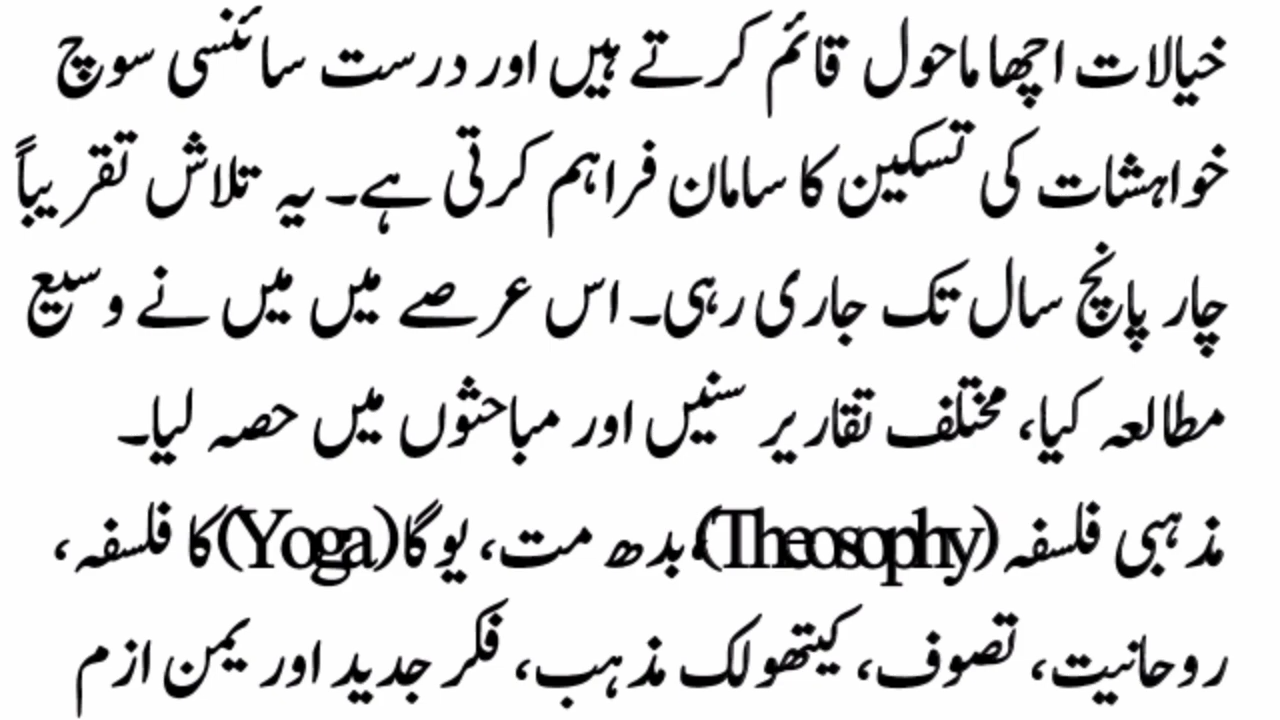 خیالات اچھا ماحول قائم کرتے ہیں اور درست سائنسی سوچ
خواہشات کی تسکین کا سامان فراہم کرتی ہے۔ یہ تلاش تقریباً
چار پانچ سال تک جاری رہی۔ اس عرصے میں میں نے وسیع
مطالعہ کیا، مختلف تقاریر سنیں اور مباحثوں میں حصہ لیا۔
مذہبی فلسفہ (Theosophy)، بدھ مت، یوگا (Yoga) کا فلسفہ،
روحانیت، تصوف، کیتھولک مذہب، فکر جدید اور یمن ازم